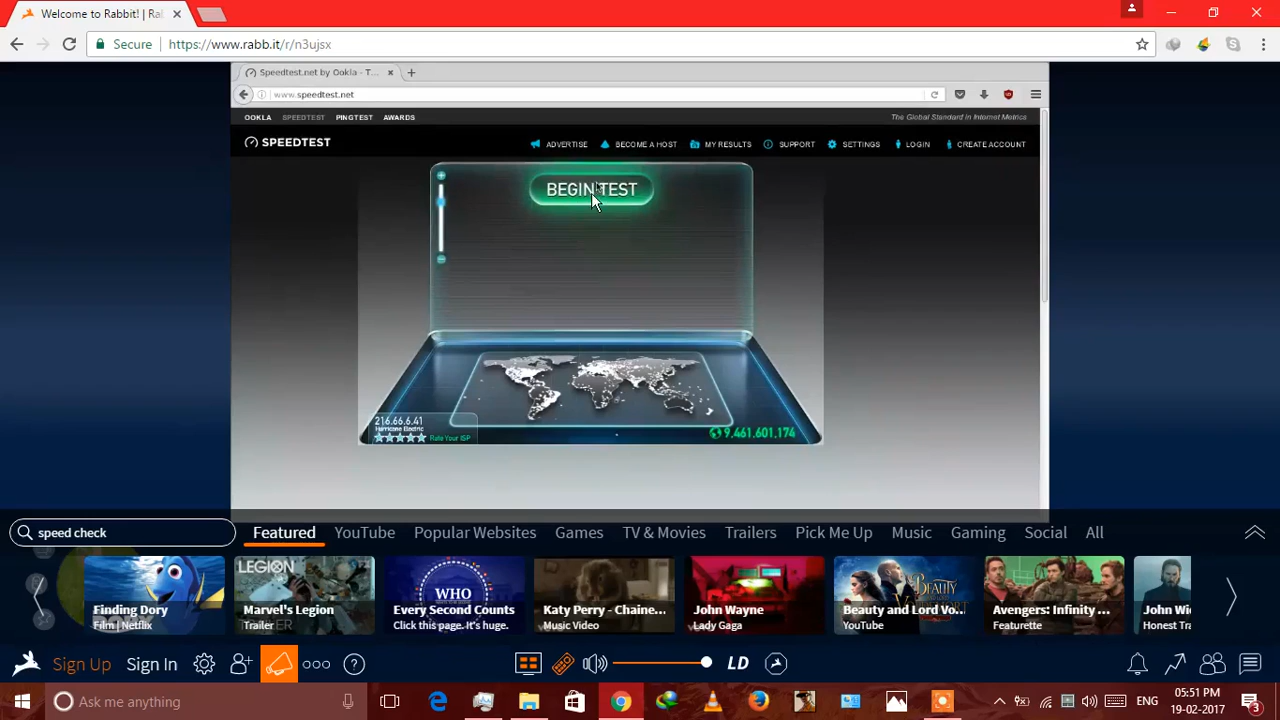 Welcome to Rabbit! | Ra
Secure https://www.rabb.it/r/n3ujsx
Speedtest.net by Ookla - T...
www.speedtest.net
OOKLA SPEEDTEST PINGTEST AWARDS The Global Standard in Internet Metrics
SPEEDTEST ADVERTISE BECOME A HOST MY RESULTS SUPPORT SETTINGS LOGIN CREATE ACCOUNT
BEGIN TEST
216.66.6.41
Hurricane Electric
Rate Your ISP
9,461,601,174
speed check Featured YouTube Popular Websites Games TV & Movies Trailers Pick Me Up Music Gaming Social All
LEGION
WHO
Finding Dory Marvel's Legion Every Second Counts Katy Perry - Chaine... John Wayne Beauty and Lord Vo... Avengers: Infinity ... John Wi
Film | Netflix Trailer Click this page. It's huge. Music Video Lady Gaga YouTube Featurette Honest Tra
Sign Up Sign In LD
Ask me anything ENG 05:51 PM
19-02-2017
3